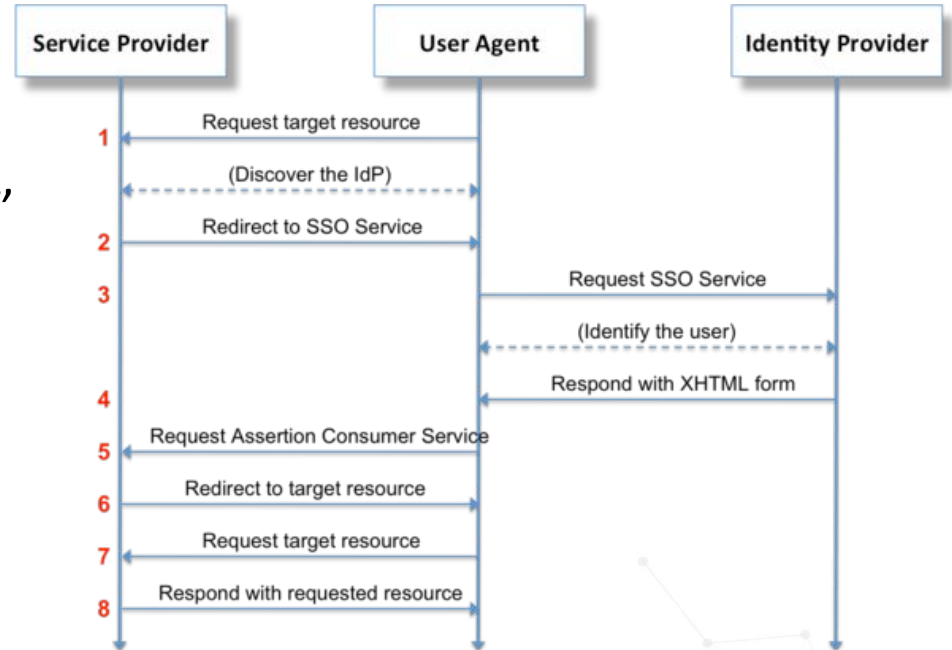 Service Provider
User Agent
Identity Provider
1
Request target resource
(Discover the IdP)
,
2
Redirect to SSO Service
3
Request SSO Service
(Identify the user)
4
Respond with XHTML form
5
Request Assertion Consumer Service
6
Redirect to target resource
7
Request target resource
8
Respond with requested resource